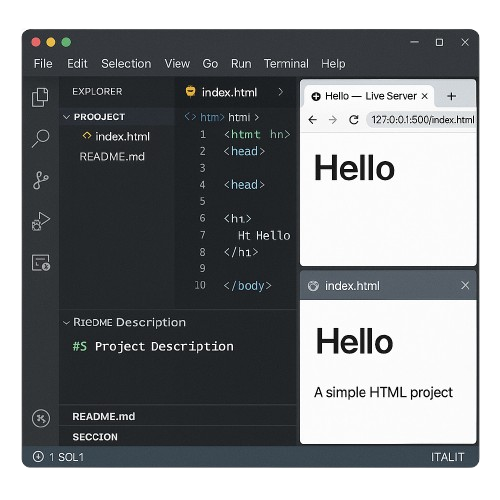 File Edit Selection View Go Run Terminal Help
EXPLORER
PROOJECT
index.html
README.md
index.html
htm> htmi >
1 <htmt hn>
2 <head>
3
4 <head>
5
6 <h1>
7 Ht Hello
8 </h1>
9
10 </body>
RIEDME Description
#S Project Description
README.md
SECCION
1 SOL1
ITALIT
Hello — Live Server
127:0:0.1:500/index.html
Hello
index.html
Hello
A simple HTML project